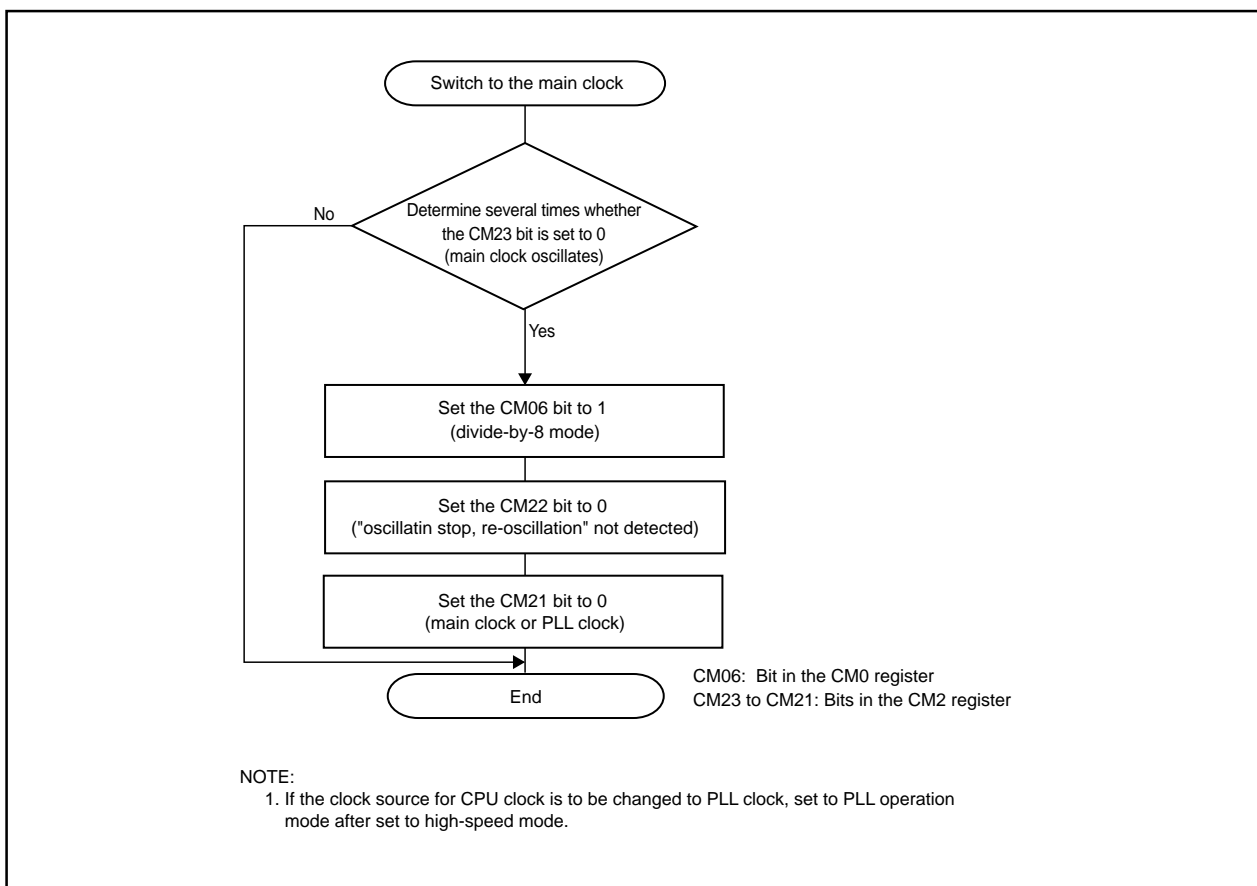 Switch to the main clock
Determine several times whether
the CM23 bit is set to 0
(main clock oscillates)
No
Yes
Set the CM06 bit to 1
(divide-by-8 mode)
Set the CM22 bit to 0
("oscillatin stop, re-oscillation" not detected)
Set the CM21 bit to 0
(main clock or PLL clock)
End
CM06: Bit in the CM0 register
CM23 to CM21: Bits in the CM2 register
NOTE:
1. If the clock source for CPU clock is to be changed to PLL clock, set to PLL operation
mode after set to high-speed mode.